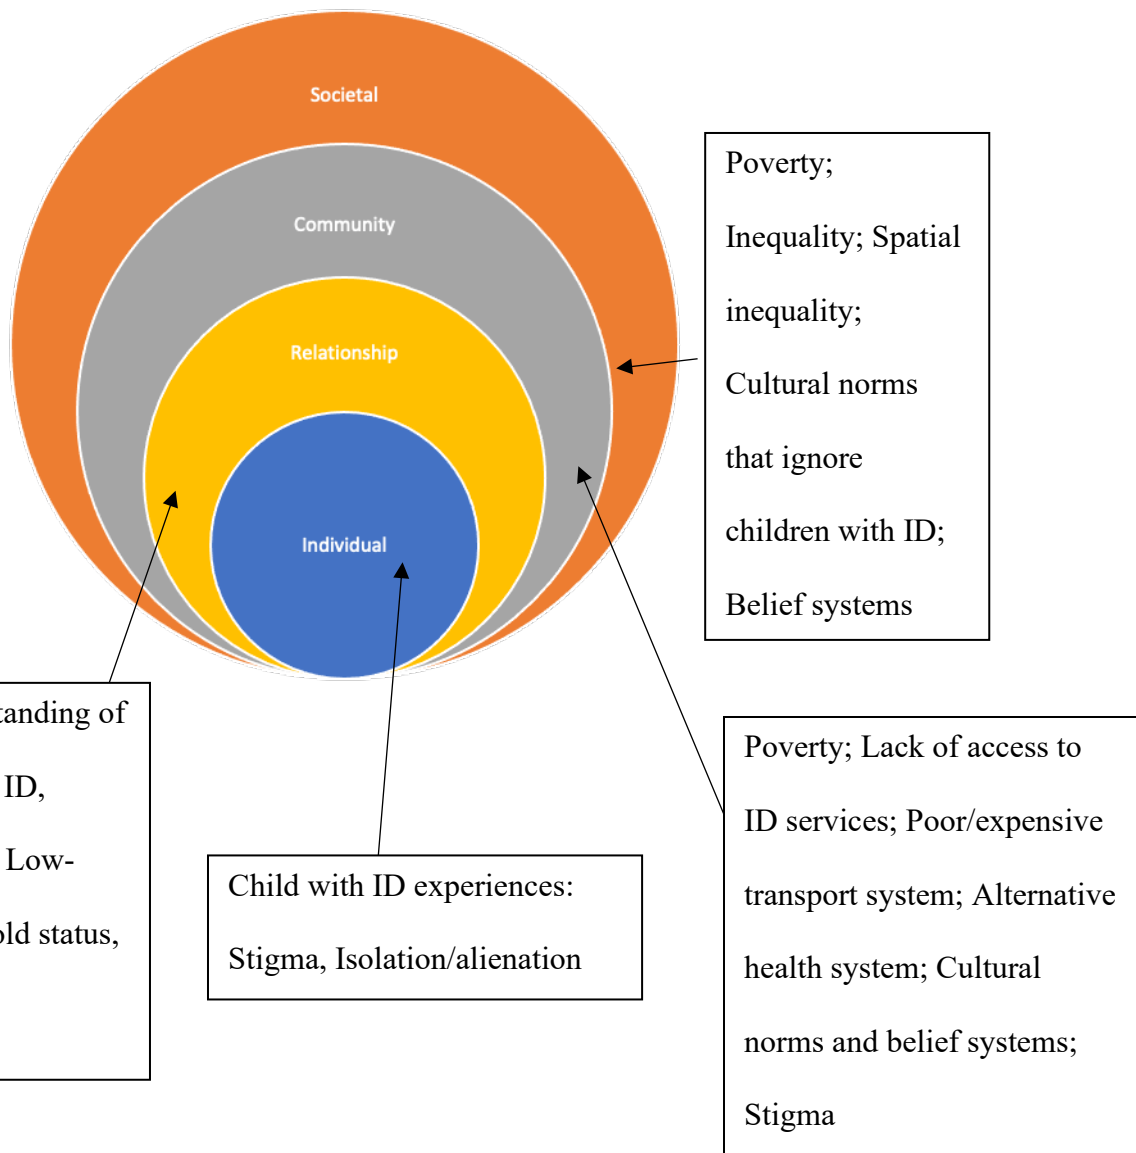 Societal
Community
Relationship
Individual
Poverty;
Inequality; Spatial
inequality;
Cultural norms
that ignore
children with ID;
Belief systems
of
ID,
Low-
status,
Child with ID experiences:
Stigma, Isolation/alienation
Poverty; Lack of access to
ID services; Poor/expensive
transport system; Alternative
health system; Cultural
norms and belief systems;
Stigma